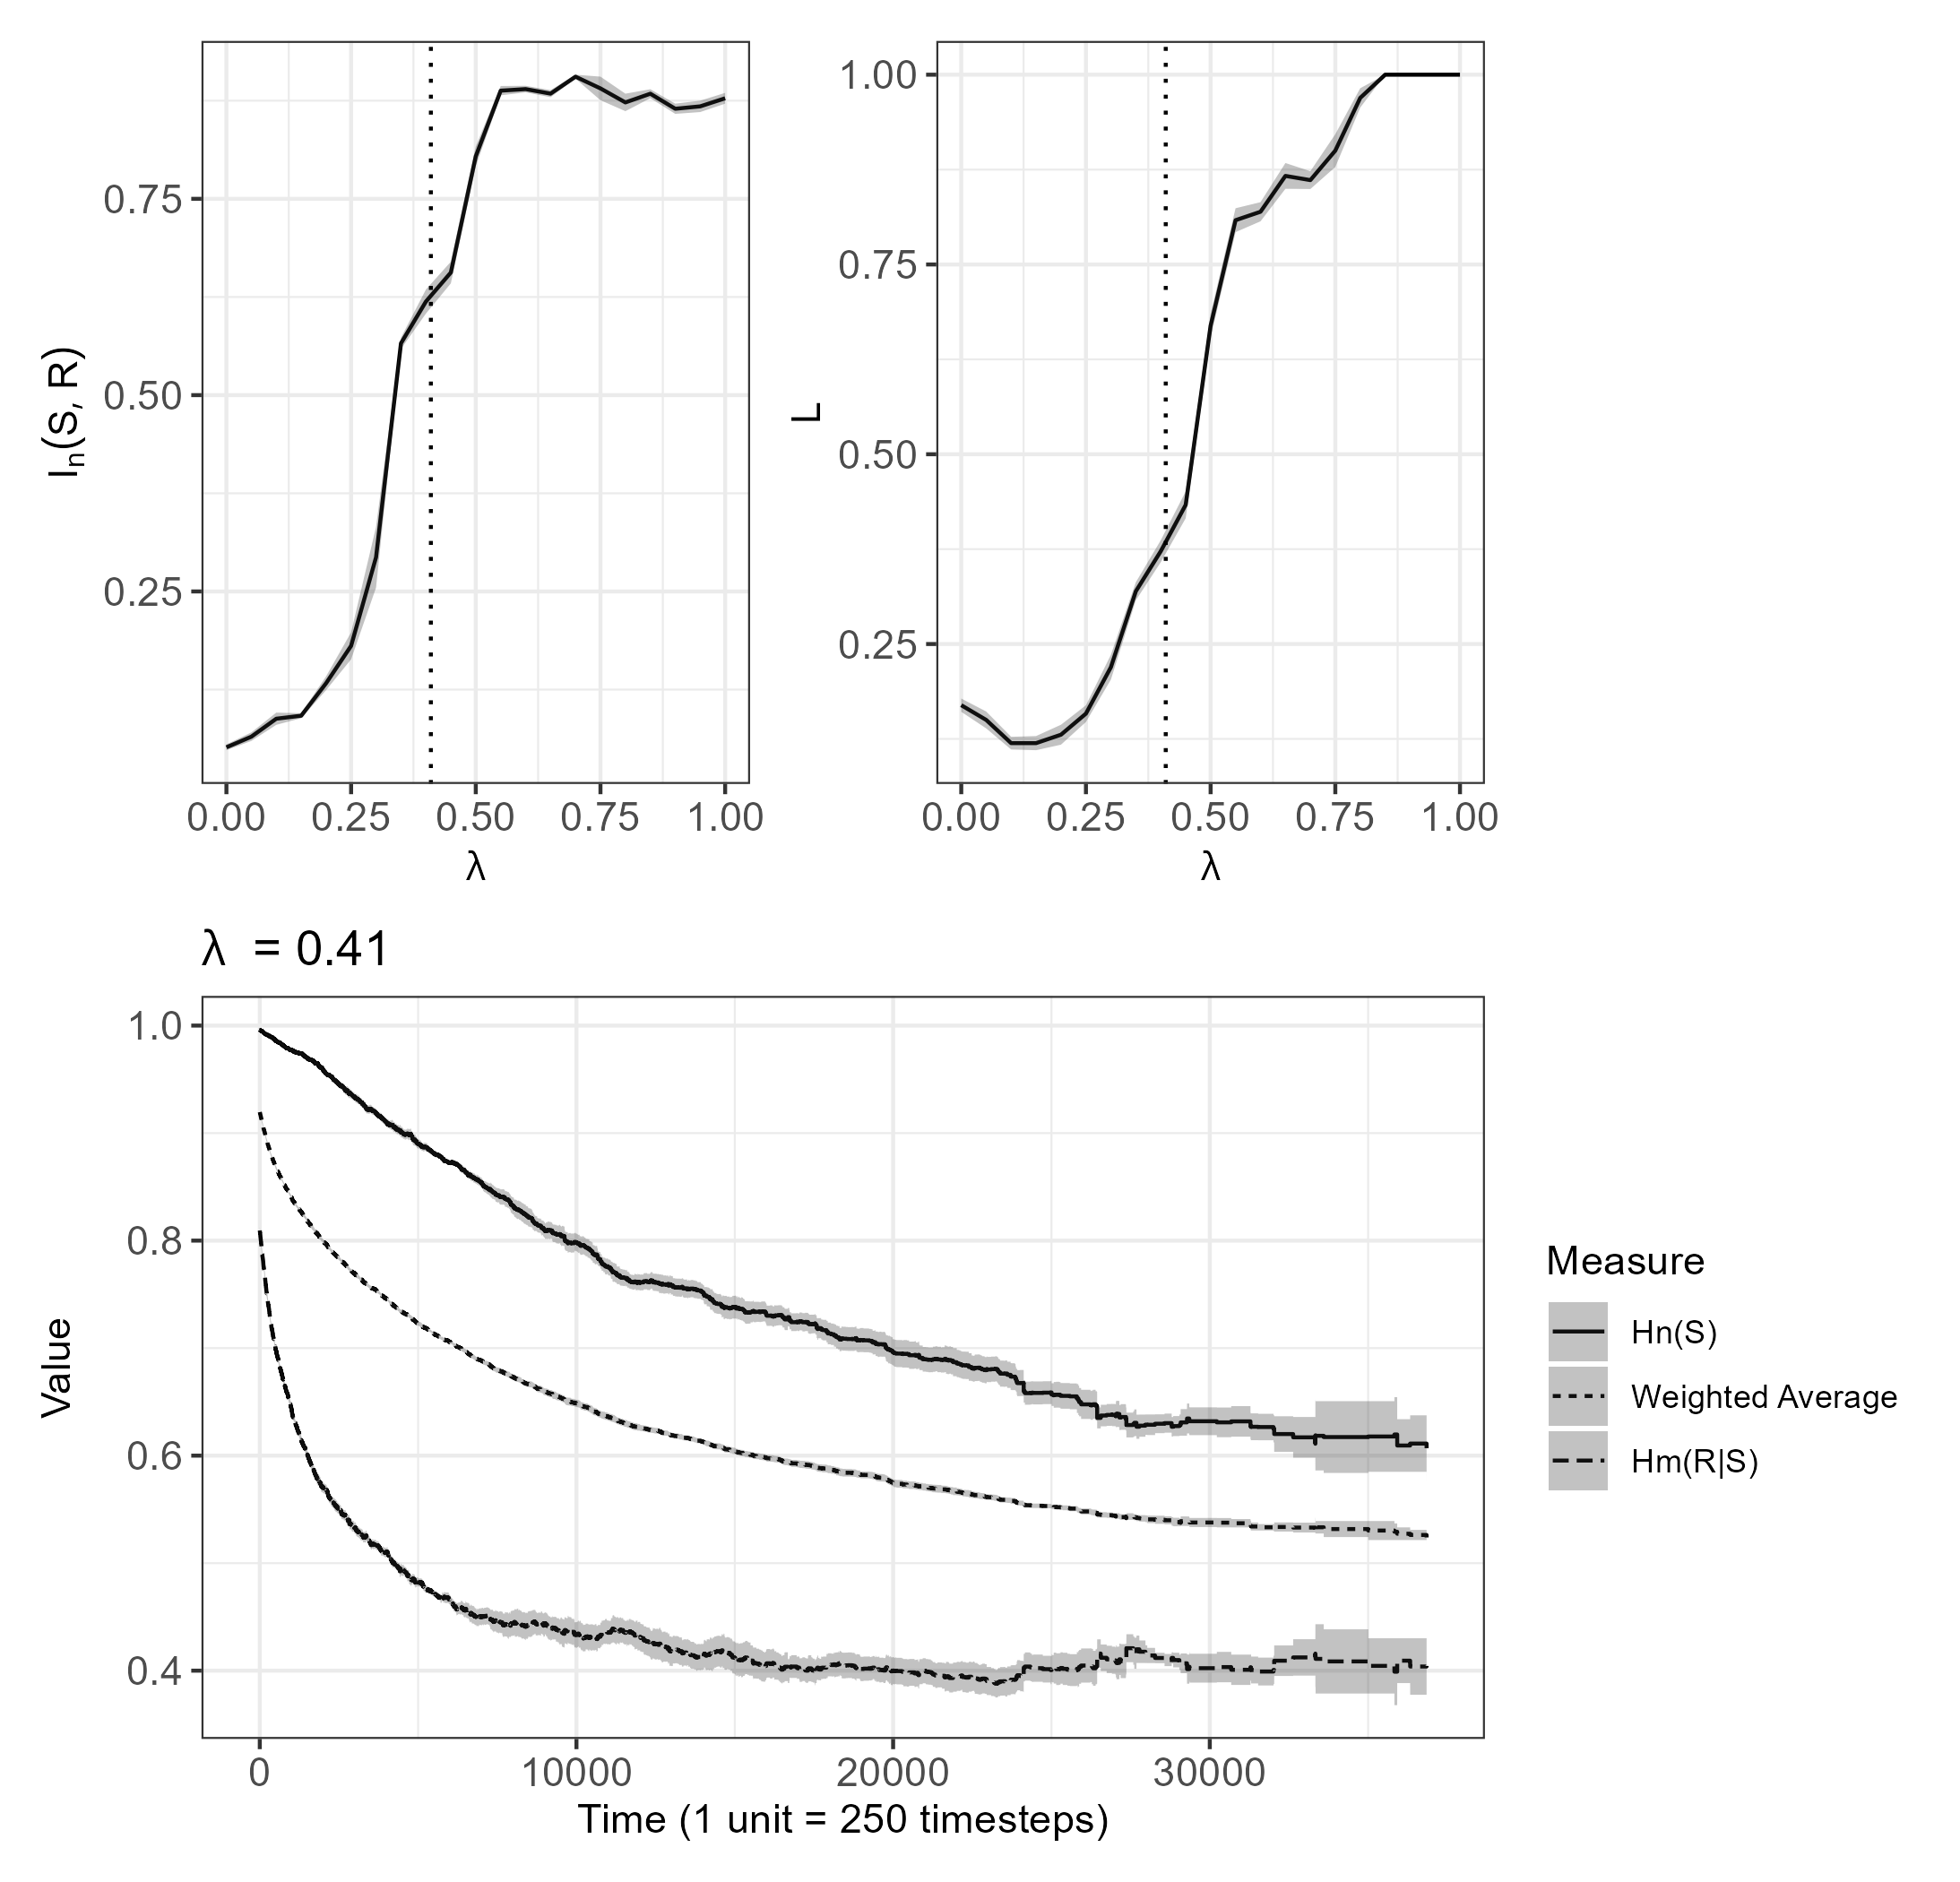 Iₙ(S, R)
0.75
0.50
0.25
0.00 0.25 0.50 0.75 1.00
λ
L
1.00
0.75
0.50
0.25
0.00 0.25 0.50 0.75 1.00
λ
λ = 0.41
Value
1.0
0.8
0.6
0.4
0 10000 20000 30000
Time (1 unit = 250 timesteps)
Measure
Hn(S)
Weighted Average
Hm(R|S)